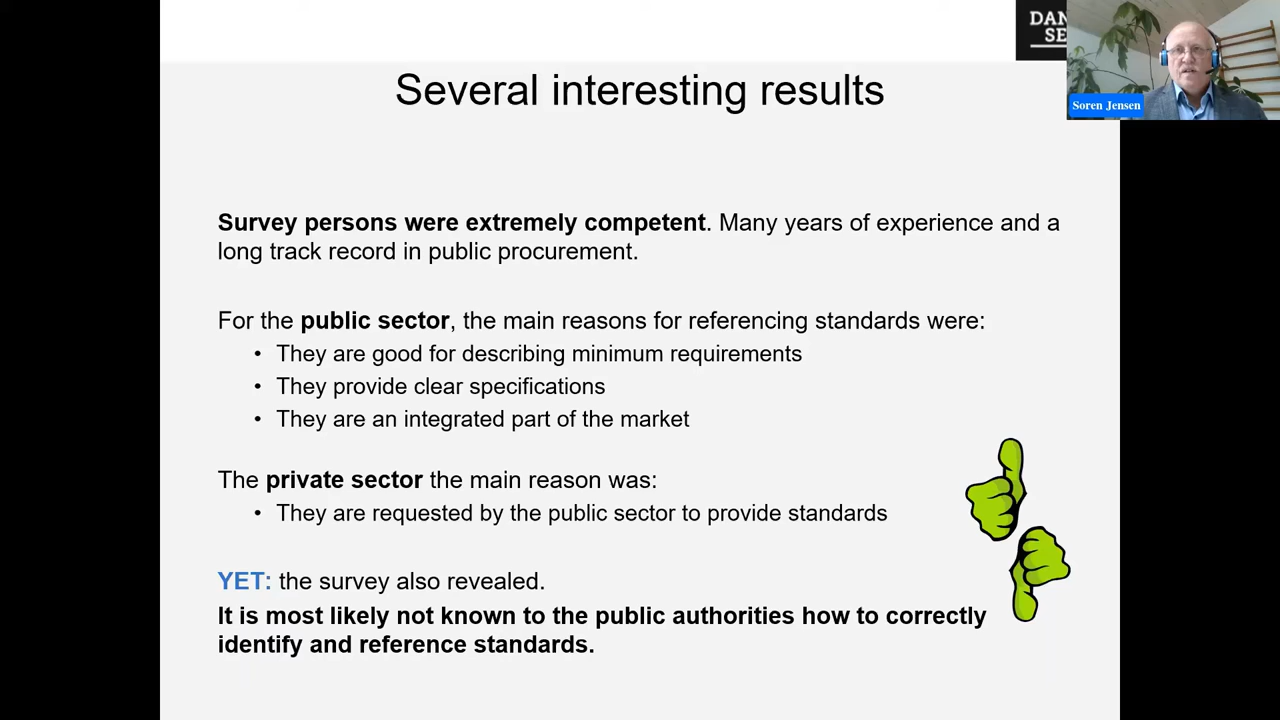 DAN
SE
Soren Jensen
Several interesting results
Survey persons were extremely competent. Many years of experience and a
long track record in public procurement.
For the public sector, the main reasons for referencing standards were:
• They are good for describing minimum requirements
• They provide clear specifications
• They are an integrated part of the market
The private sector the main reason was:
• They are requested by the public sector to provide standards
YET: the survey also revealed.
It is most likely not known to the public authorities how to correctly
identify and reference standards.